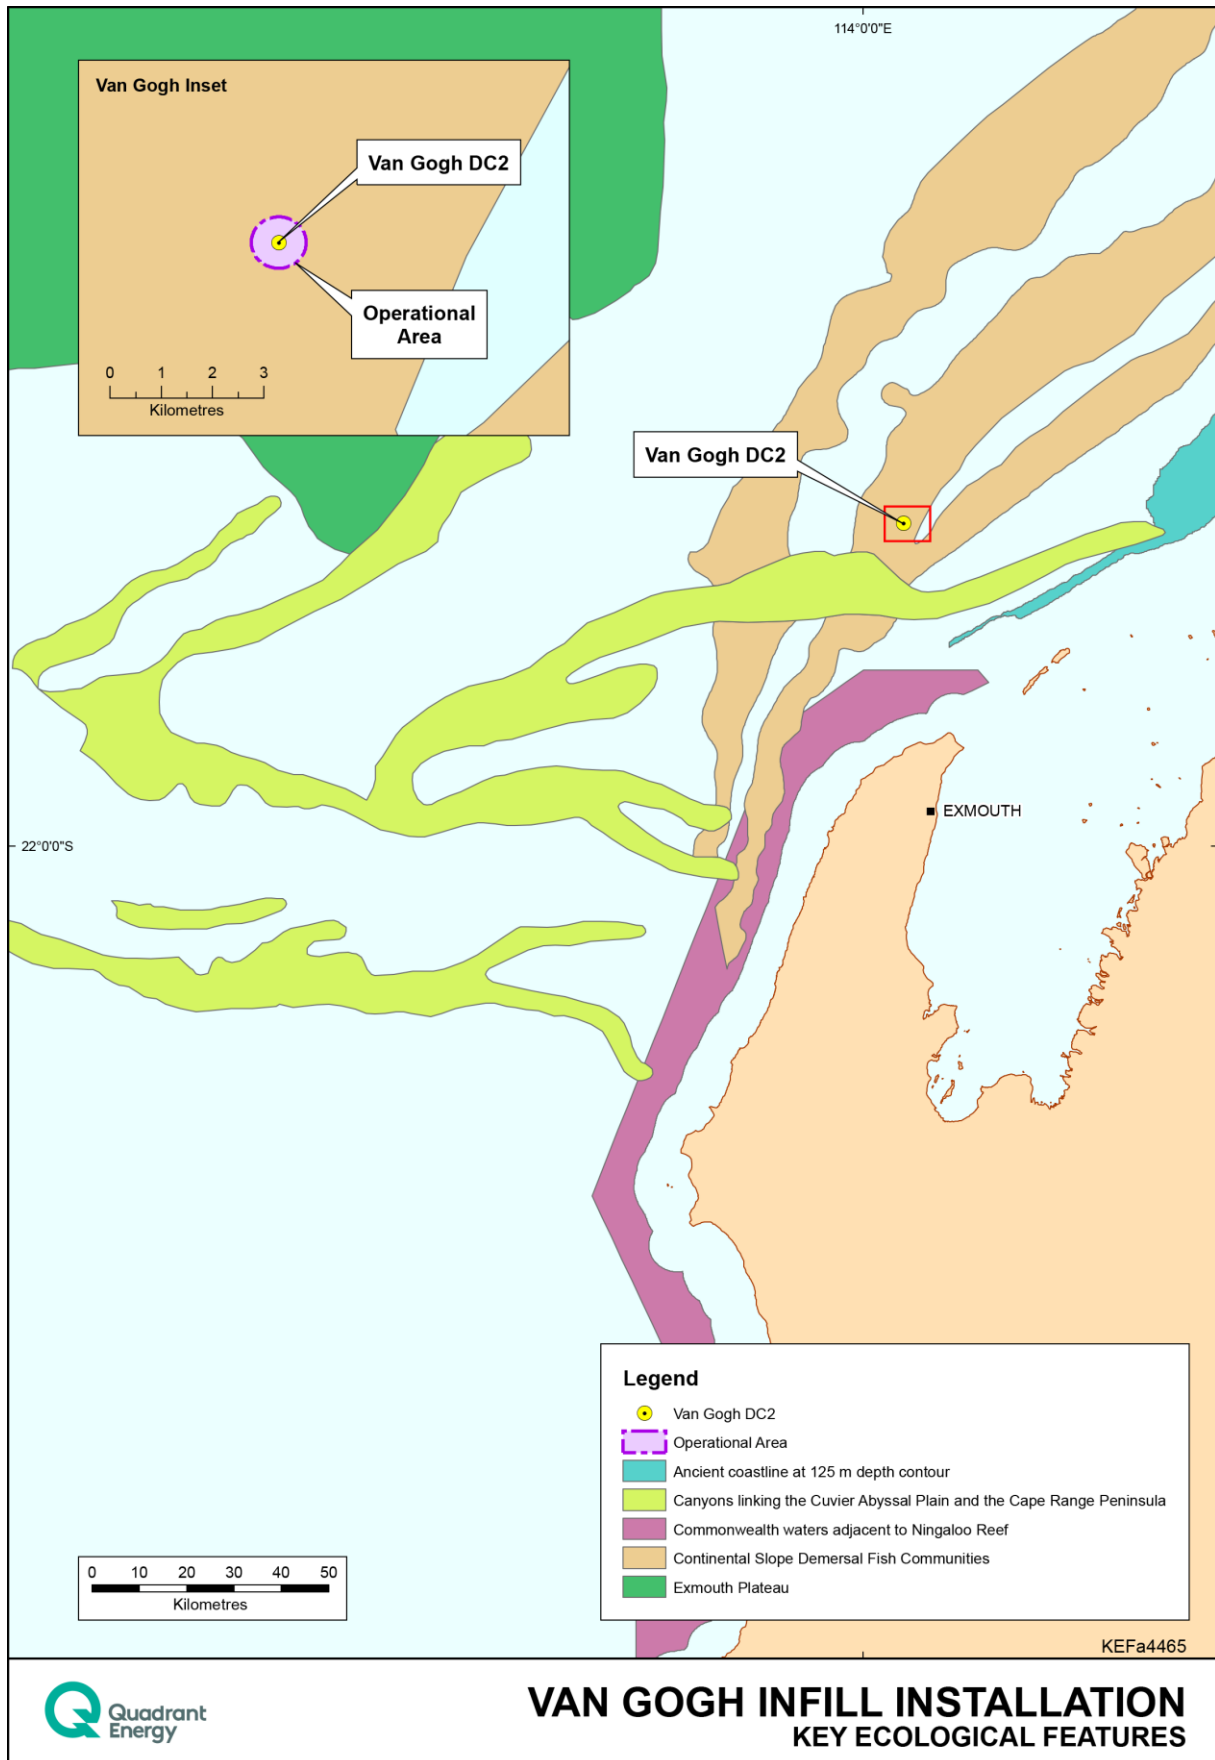 114°0'0"E
Van Gogh Inset
Van Gogh DC2
Operational
Area
0 1 2 3
Kilometres
Van Gogh DC2
EXMOUTH
22°0'0"S
Legend
Van Gogh DC2
Operational Area
Ancient coastline at 125 m depth contour
Canyons linking the Cuvier Abyssal Plain and the Cape Range Peninsula
Commonwealth waters adjacent to Ningaloo Reef
Continental Slope Demersal Fish Communities
Exmouth Plateau
0 10 20 30 40 50
Kilometres
KEFa4465
Quadrant
Energy
VAN GOGH INFILL INSTALLATION
KEY ECOLOGICAL FEATURES